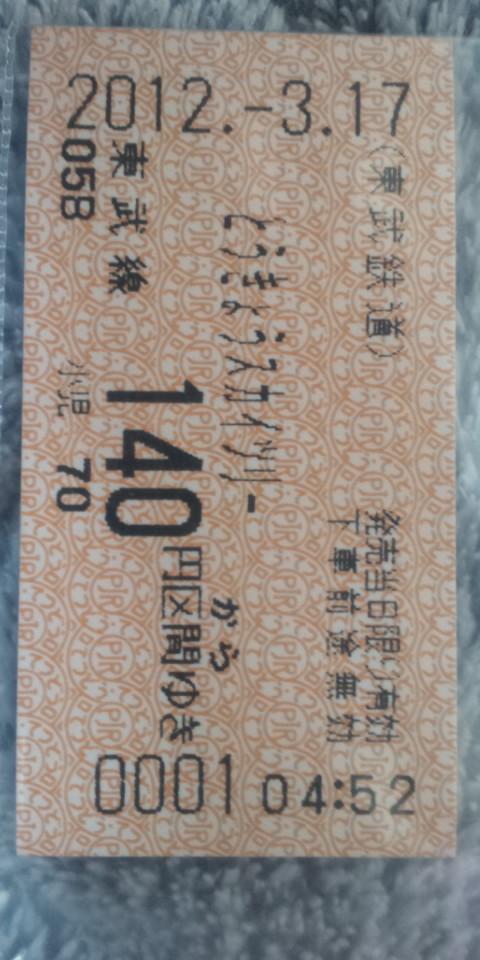 2012.-3.17
(東武鉄道)
発売当日限り有効
下車前途無効
とうきょうスカイツリー
から
東武線 140円区間ゆき
058
小児 70
0001
04:52